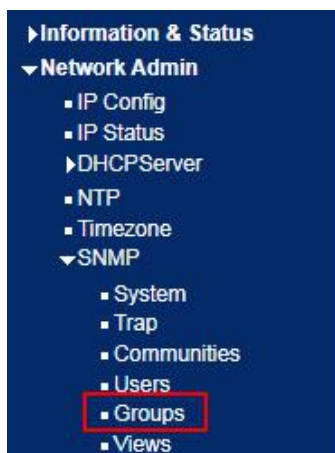 Information & Status
Network Admin
IP Config
IP Status
DHCPServer
NTP
Timezone
SNMP
System
Trap
Communities
Users
Groups
Views